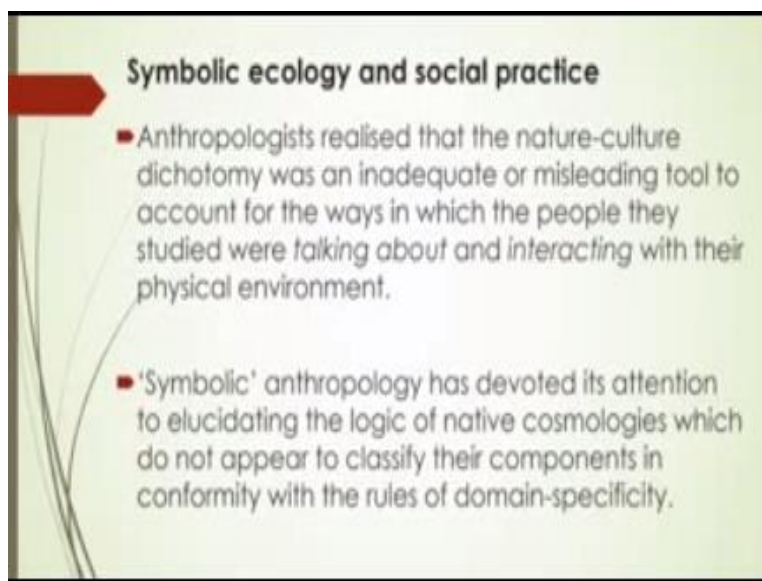 Symbolic ecology and social practice
Anthropologists realised that the nature-culture
dichotomy was an inadequate or misleading tool to
account for the ways in which the people they
studied were talking about and interacting with their
physical environment.
'Symbolic' anthropology has devoted its attention
to elucidating the logic of native cosmologies which
do not appear to classify their components in
conformity with the rules of domain-specificity.